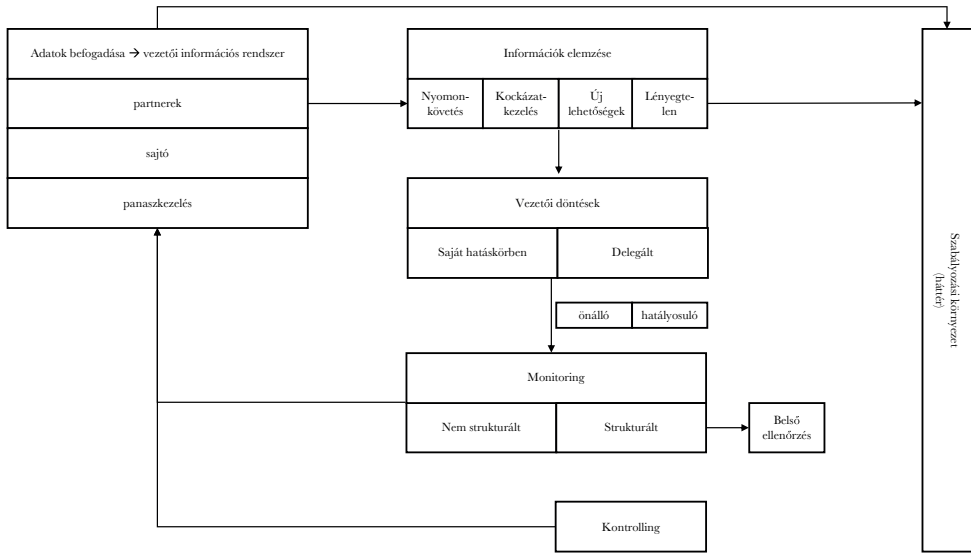 Adatok befogadása → vezetői információs rendszer
partnerek
sajtó
panaszkezelés
Információk elemzése
Nyomon-
követés
Kockázat-
kezelés
Új
lehetőségek
Lényegte-
len
Vezetői döntések
Saját hatáskörben
Delegált
önálló
hatályosuló
Monitoring
Nem strukturált
Strukturált
Belső
ellenőrzés
Kontrolling
Szabályozási környezet
(háttér)